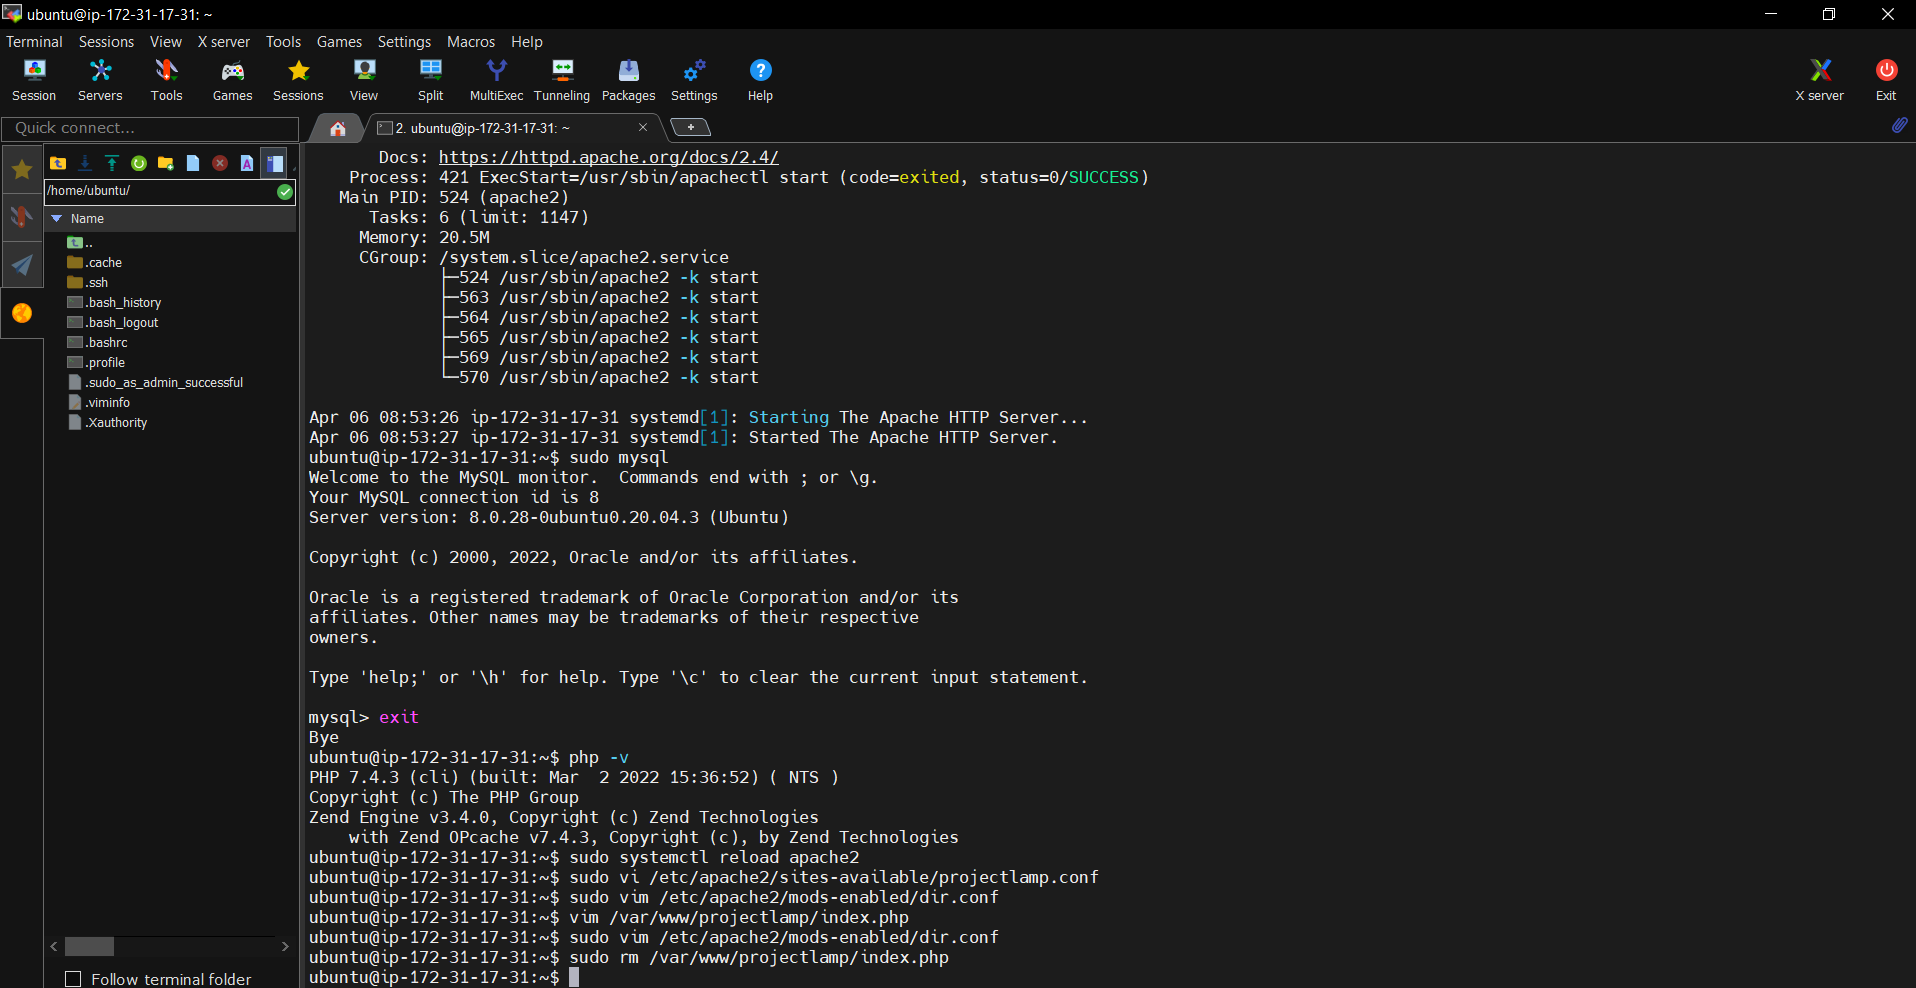 ubuntu@ip-172-31-17-31: ~
Terminal Sessions View X server Tools Games Settings Macros Help
Session Servers Tools Games Sessions View Split MultiExec Tunneling Packages Settings Help X server Exit
Quick connect...
2. ubuntu@ip-172-31-17-31: ~
/home/ubuntu/
Name
..
.cache
.ssh
.bash_history
.bash_logout
.bashrc
.profile
.sudo_as_admin_successful
.viminfo
.Xauthority
Follow terminal folder
Docs: https://httpd.apache.org/docs/2.4/
Process: 421 ExecStart=/usr/sbin/apachectl start (code=exited, status=0/SUCCESS)
Main PID: 524 (apache2)
Tasks: 6 (limit: 1147)
Memory: 20.5M
CGroup: /system.slice/apache2.service
├─524 /usr/sbin/apache2 -k start
├─563 /usr/sbin/apache2 -k start
├─564 /usr/sbin/apache2 -k start
├─565 /usr/sbin/apache2 -k start
├─569 /usr/sbin/apache2 -k start
└─570 /usr/sbin/apache2 -k start
Apr 06 08:53:26 ip-172-31-17-31 systemd[1]: Starting The Apache HTTP Server...
Apr 06 08:53:27 ip-172-31-17-31 systemd[1]: Started The Apache HTTP Server.
ubuntu@ip-172-31-17-31:~$ sudo mysql
Welcome to the MySQL monitor.  Commands end with ; or \g.
Your MySQL connection id is 8
Server version: 8.0.28-0ubuntu0.20.04.3 (Ubuntu)
Copyright (c) 2000, 2022, Oracle and/or its affiliates.
Oracle is a registered trademark of Oracle Corporation and/or its
affiliates. Other names may be trademarks of their respective
owners.
Type 'help;' or '\h' for help. Type '\c' to clear the current input statement.
mysql> exit
Bye
ubuntu@ip-172-31-17-31:~$ php -v
PHP 7.4.3 (cli) (built: Mar  2 2022 15:36:52) ( NTS )
Copyright (c) The PHP Group
Zend Engine v3.4.0, Copyright (c) Zend Technologies
with Zend OPcache v7.4.3, Copyright (c), by Zend Technologies
ubuntu@ip-172-31-17-31:~$ sudo systemctl reload apache2
ubuntu@ip-172-31-17-31:~$ sudo vi /etc/apache2/sites-available/projectlamp.conf
ubuntu@ip-172-31-17-31:~$ sudo vim /etc/apache2/mods-enabled/dir.conf
ubuntu@ip-172-31-17-31:~$ vim /var/www/projectlamp/index.php
ubuntu@ip-172-31-17-31:~$ sudo vim /etc/apache2/mods-enabled/dir.conf
ubuntu@ip-172-31-17-31:~$ sudo rm /var/www/projectlamp/index.php
ubuntu@ip-172-31-17-31:~$